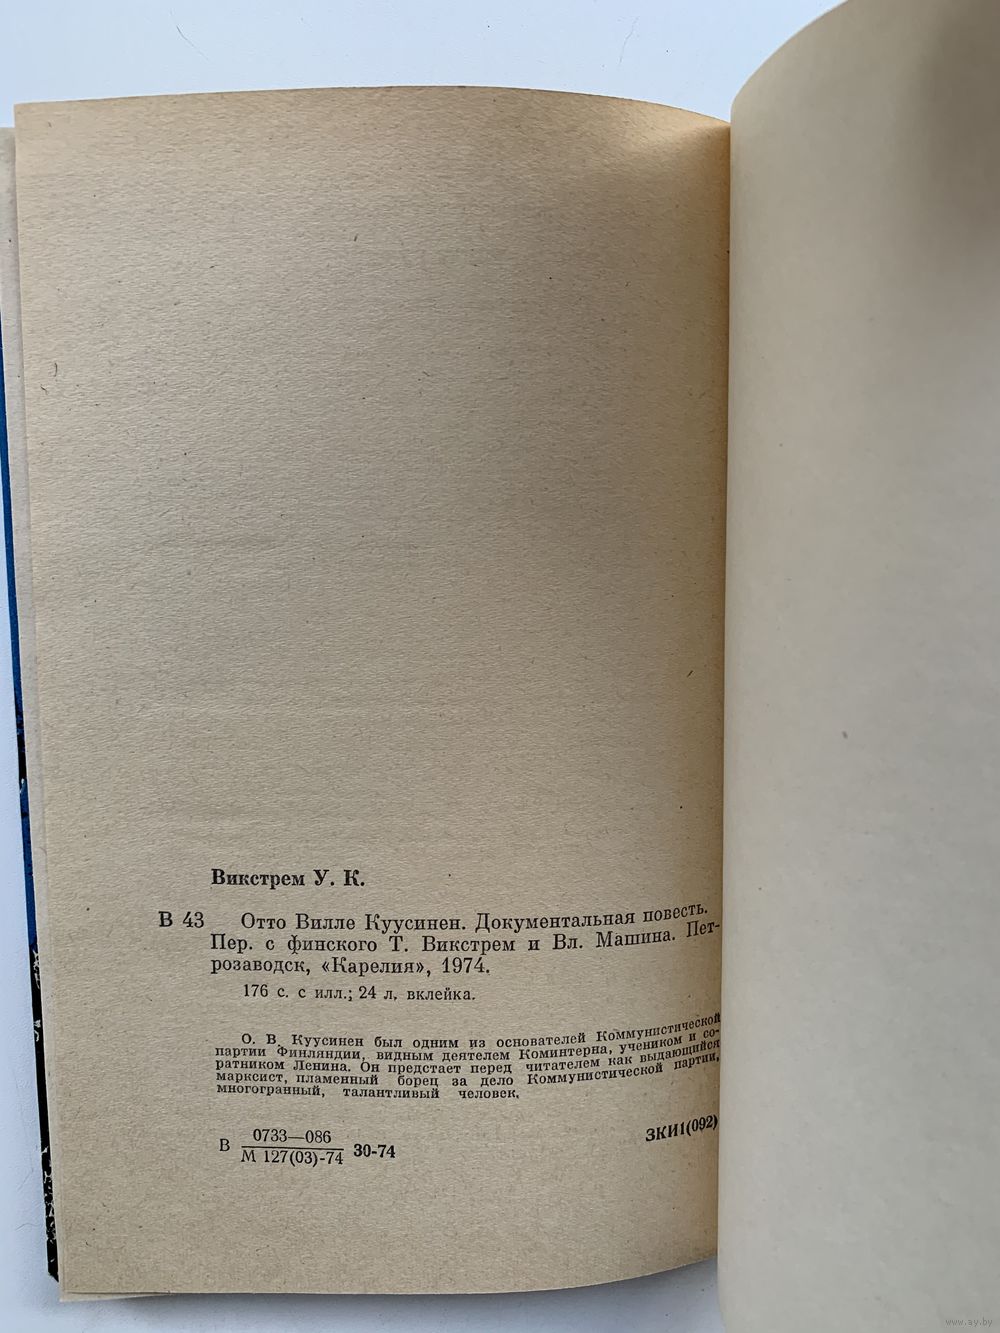 Викстрем У. К.
В 43 Отто Вилле Куусинен. Документальная повесть.
Пер. с финского Т. Викстрем и Вл. Машина. Пет-
розаводск, «Карелия», 1974.
176 с. с илл.; 24 л. вклейка.
О. В. Куусинен был одним из основателей Коммунистической
партии Финляндии, видным деятелем Коминтерна, учеником и со-
ратником Ленина. Он предстает перед читателем как выдающийся
марксист, пламенный борец за дело Коммунистической партии,
многогранный, талантливый человек.
В 0733—086
М 127(03)-74 30-74
3КИ1(092)
www.ay.by